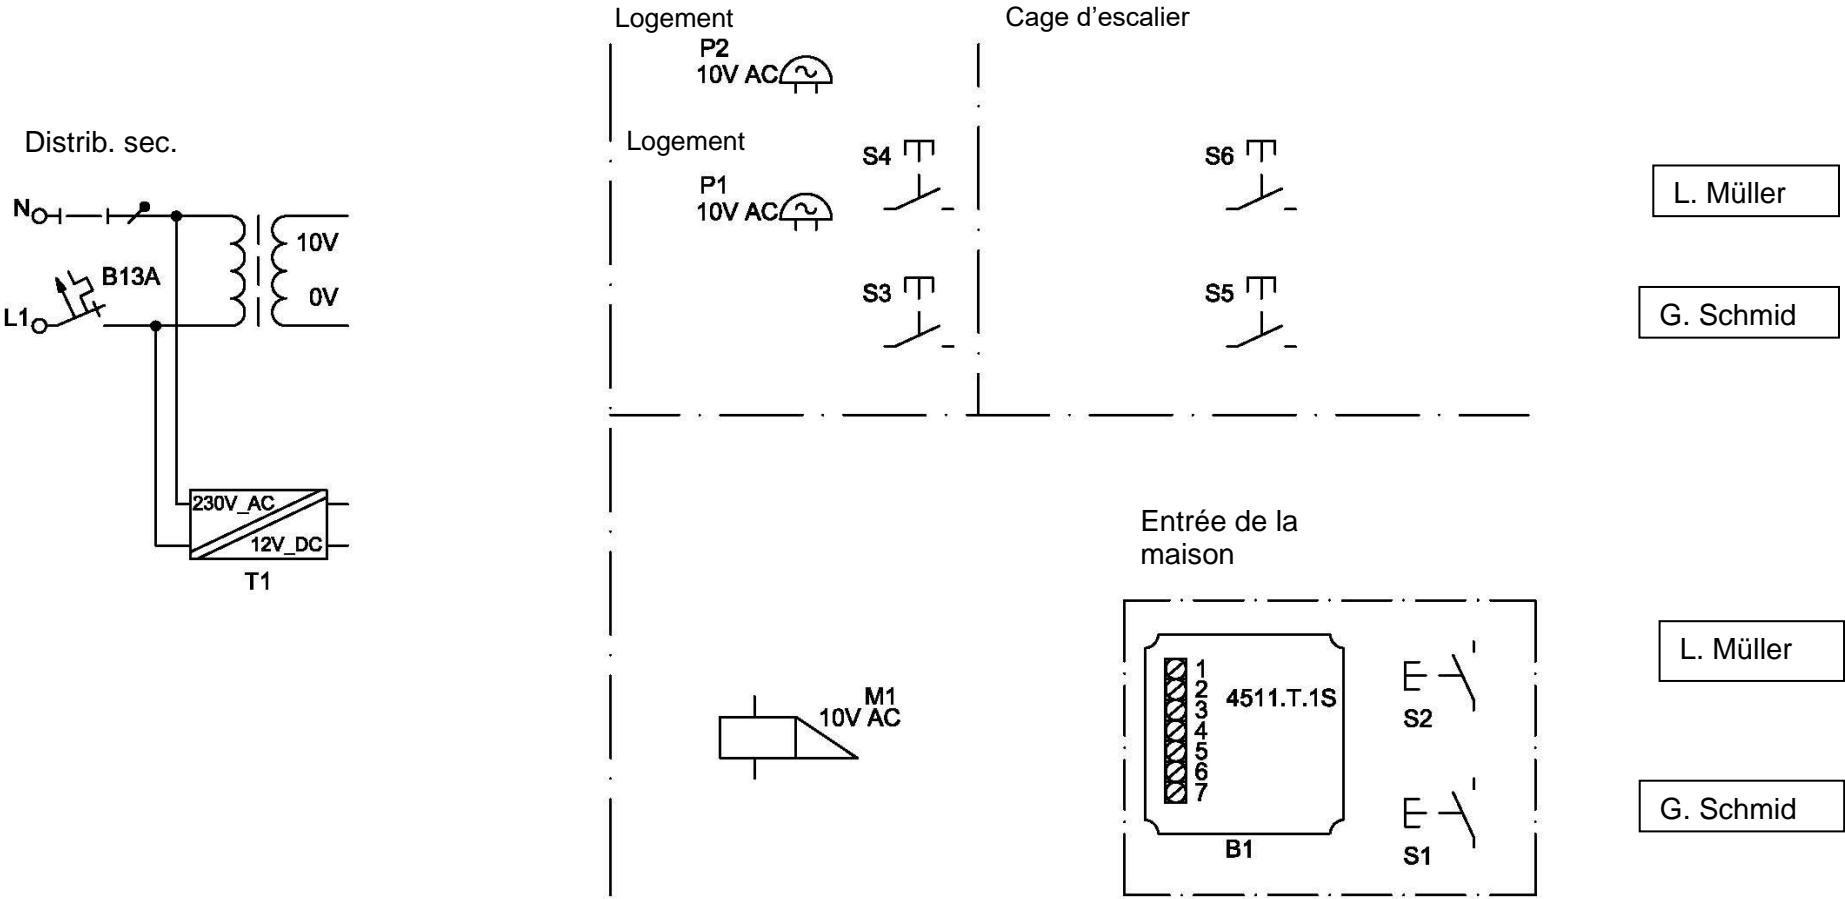 Logement
Cage d’escalier
P2
10V AC
Distrib. sec.
Logement
S4
S6
P1
10V AC
L. Müller
N
10V
B13A
0V
L1
S3
S5
G. Schmid
230V_AC
12V_DC
T1
Entrée de la
maison
L. Müller
M1
10V AC
1
2
3
4
5
6
7
4511.T.1S
S2
G. Schmid
B1
S1